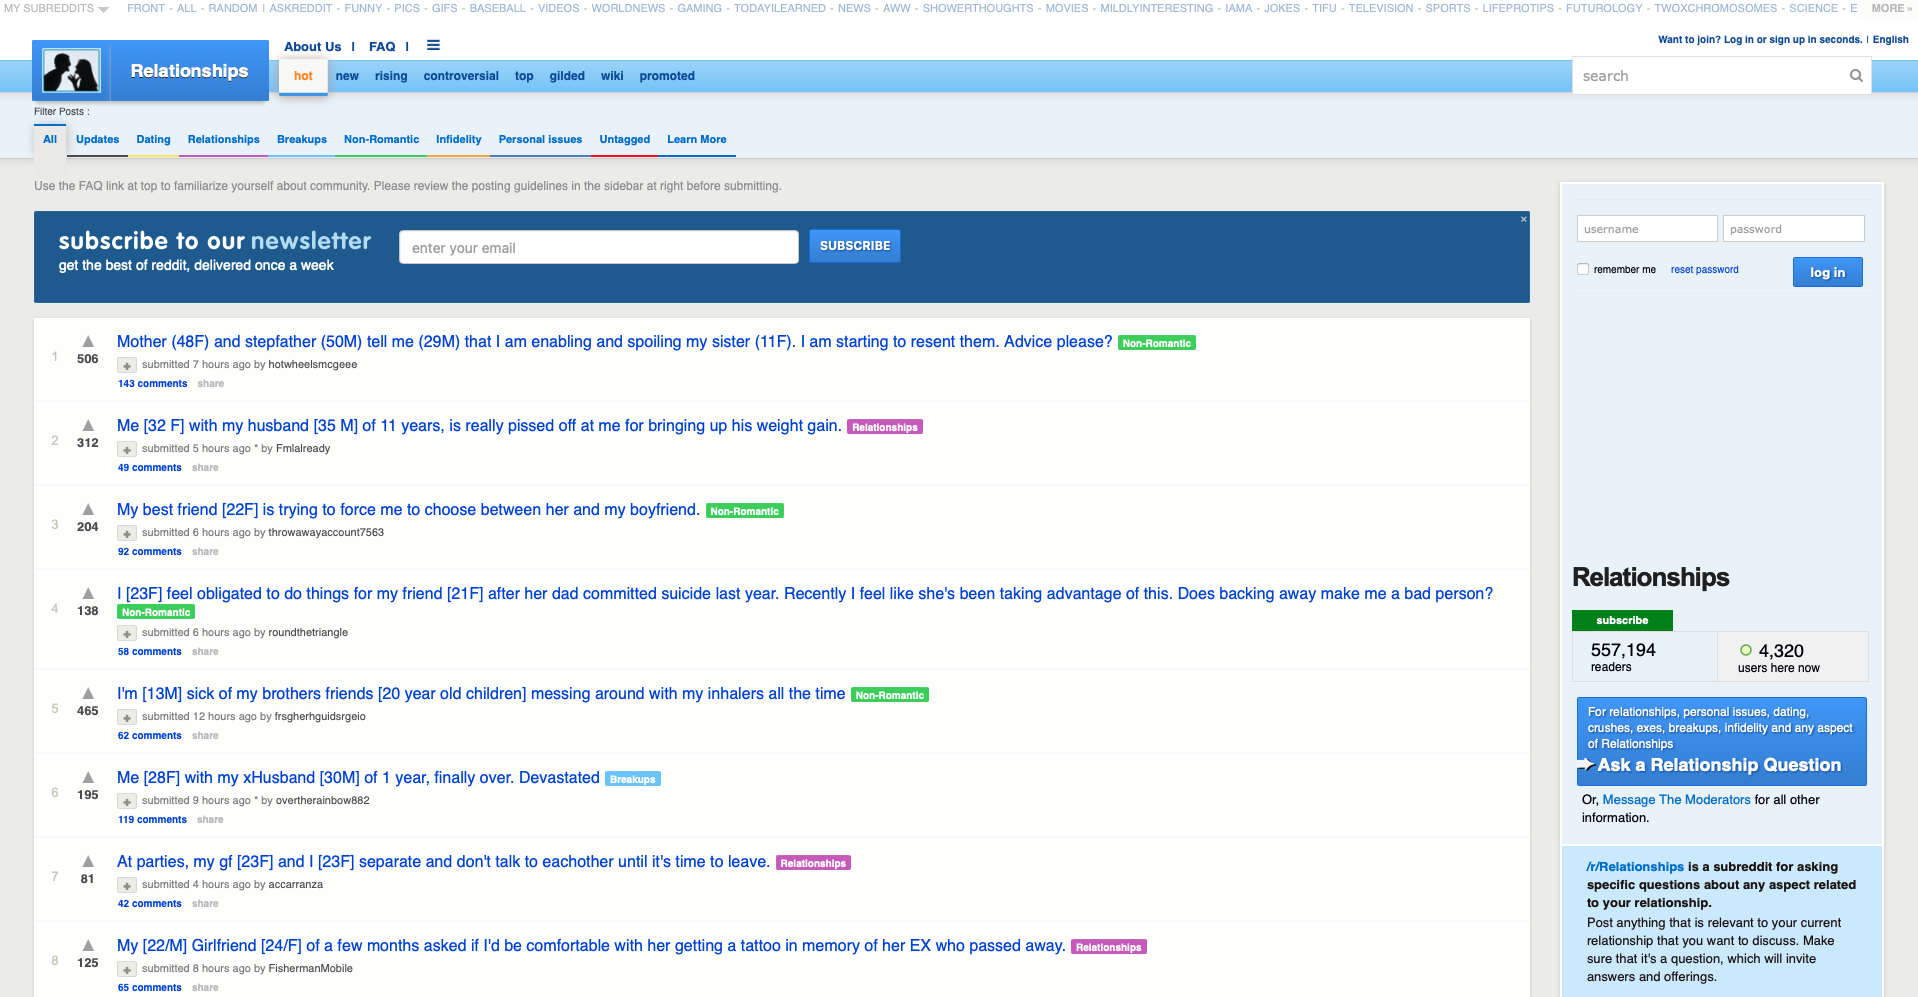 MY SUBREDDITS FRONT - ALL - RANDOM | ASKREDDIT - FUNNY - PICS - GIFS - BASEBALL - VIDEOS - WORLDNEWS - GAMING - TODAYILEARNED - NEWS - AWW - SHOWERTHOUGHTS - MOVIES - MILDLYINTERESTING - IAMA - JOKES - TIFU - TELEVISION - SPORTS - LIFEPROTIPS - FUTUROLOGY - TWOXCHROMOSOMES - SCIENCE - E MORE »
Want to join? Log in or sign up in seconds. | English
About Us | FAQ |
Relationships
hot new rising controversial top gilded wiki promoted
search
Filter Posts :
All Updates Dating Relationships Breakups Non-Romantic Infidelity Personal issues Untagged Learn More
Use the FAQ link at top to familiarize yourself about community. Please review the posting guidelines in the sidebar at right before submitting.
subscribe to our newsletter
get the best of reddit, delivered once a week
enter your email
SUBSCRIBE
×
1
506
Mother (48F) and stepfather (50M) tell me (29M) that I am enabling and spoiling my sister (11F). I am starting to resent them. Advice please? Non-Romantic
submitted 7 hours ago by hotwheelsmcgeee
143 comments share
2
312
Me [32 F] with my husband [35 M] of 11 years, is really pissed off at me for bringing up his weight gain. Relationships
submitted 5 hours ago * by Fmlalready
49 comments share
3
204
My best friend [22F] is trying to force me to choose between her and my boyfriend. Non-Romantic
submitted 6 hours ago by throwawayaccount7563
92 comments share
4
138
I [23F] feel obligated to do things for my friend [21F] after her dad committed suicide last year. Recently I feel like she's been taking advantage of this. Does backing away make me a bad person?
Non-Romantic
submitted 6 hours ago by roundthetriangle
58 comments share
5
465
I'm [13M] sick of my brothers friends [20 year old children] messing around with my inhalers all the time Non-Romantic
submitted 12 hours ago by frsgherhguidsrgeio
62 comments share
6
195
Me [28F] with my xHusband [30M] of 1 year, finally over. Devastated Breakups
submitted 9 hours ago * by overtherainbow882
119 comments share
7
81
At parties, my gf [23F] and I [23F] separate and don't talk to eachother until it's time to leave. Relationships
submitted 4 hours ago by accarranza
42 comments share
8
125
My [22/M] Girlfriend [24/F] of a few months asked if I'd be comfortable with her getting a tattoo in memory of her EX who passed away. Relationships
submitted 8 hours ago by FishermanMobile
65 comments share
username password
remember me reset password log in
Relationships
subscribe
557,194
readers
4,320
users here now
For relationships, personal issues, dating,
crushes, exes, breakups, infidelity and any aspect
of Relationships
Ask a Relationship Question
Or, Message The Moderators for all other
information.
/r/Relationships is a subreddit for asking
specific questions about any aspect related
to your relationship.
Post anything that is relevant to your current
relationship that you want to discuss. Make
sure that it's a question, which will invite
answers and offerings.